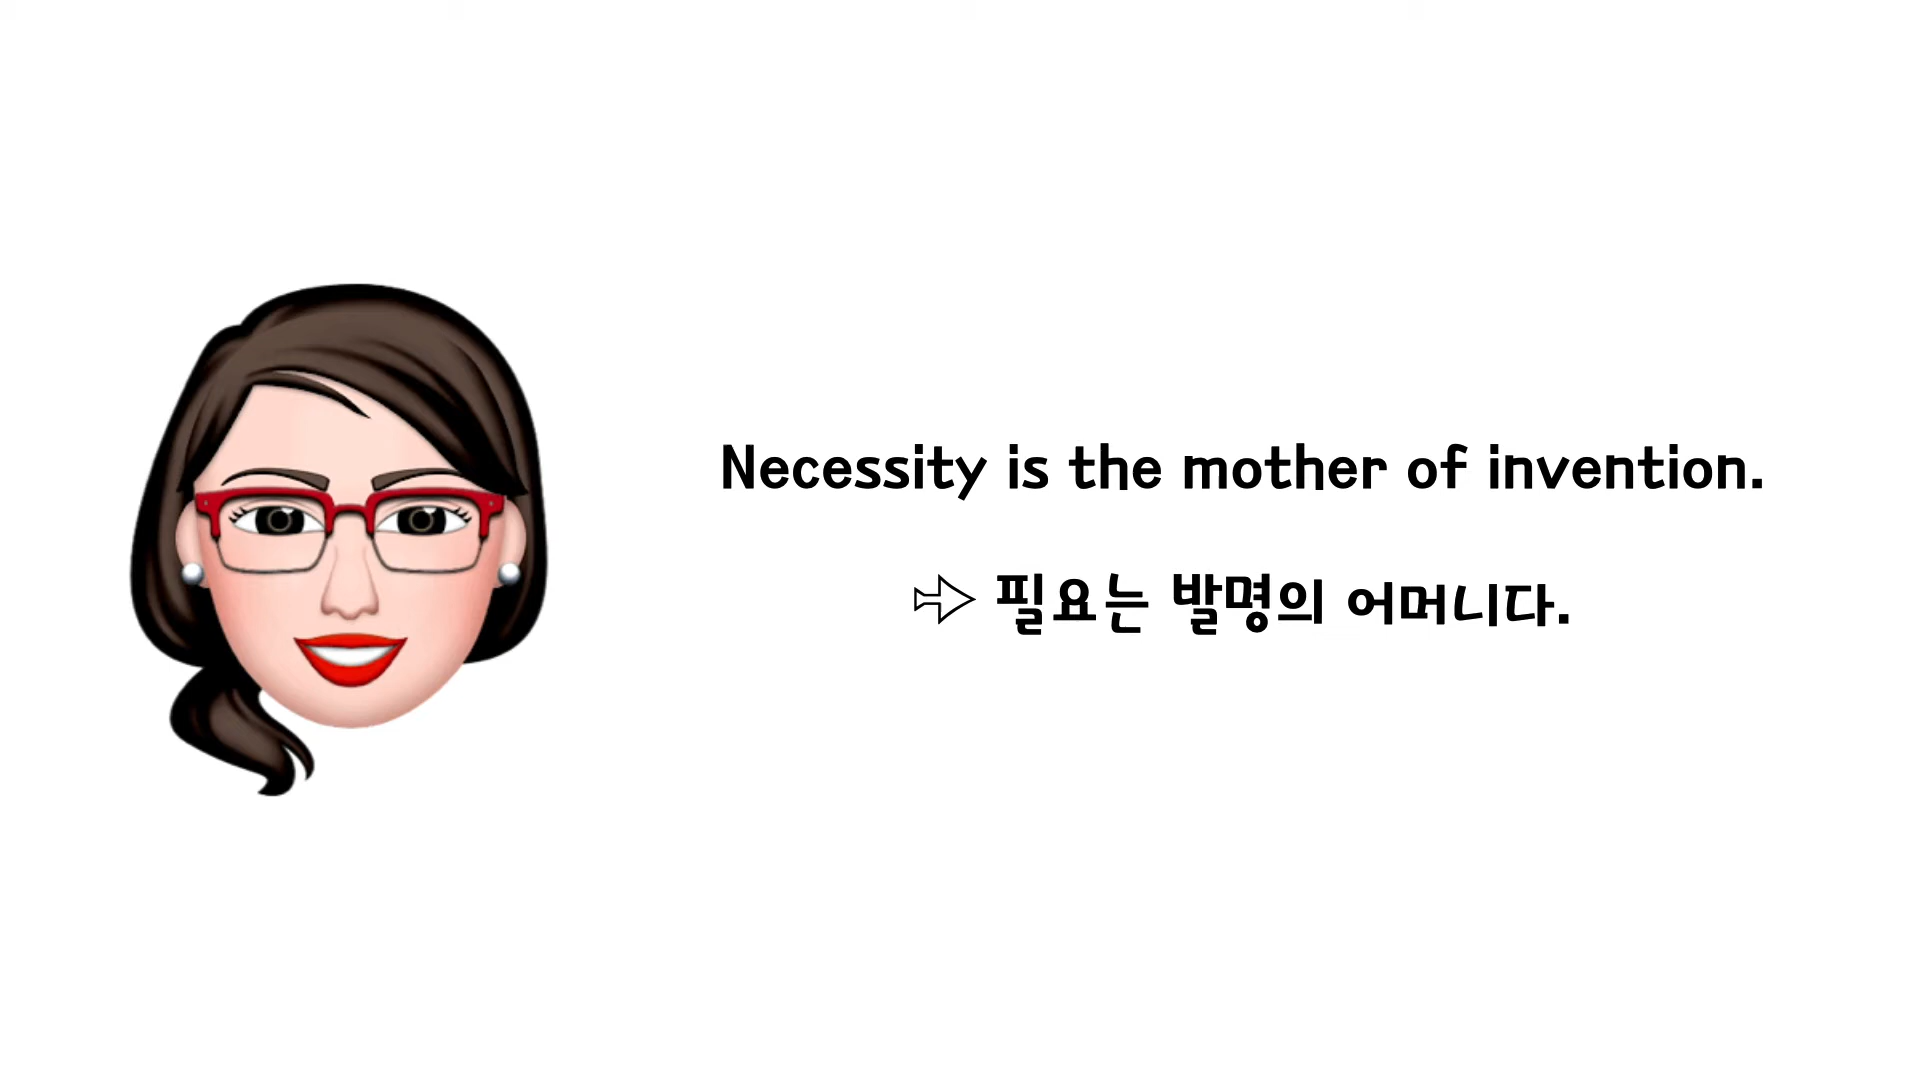 Necessity is the mother of invention.
➩ 필요는 발명의 어머니다.